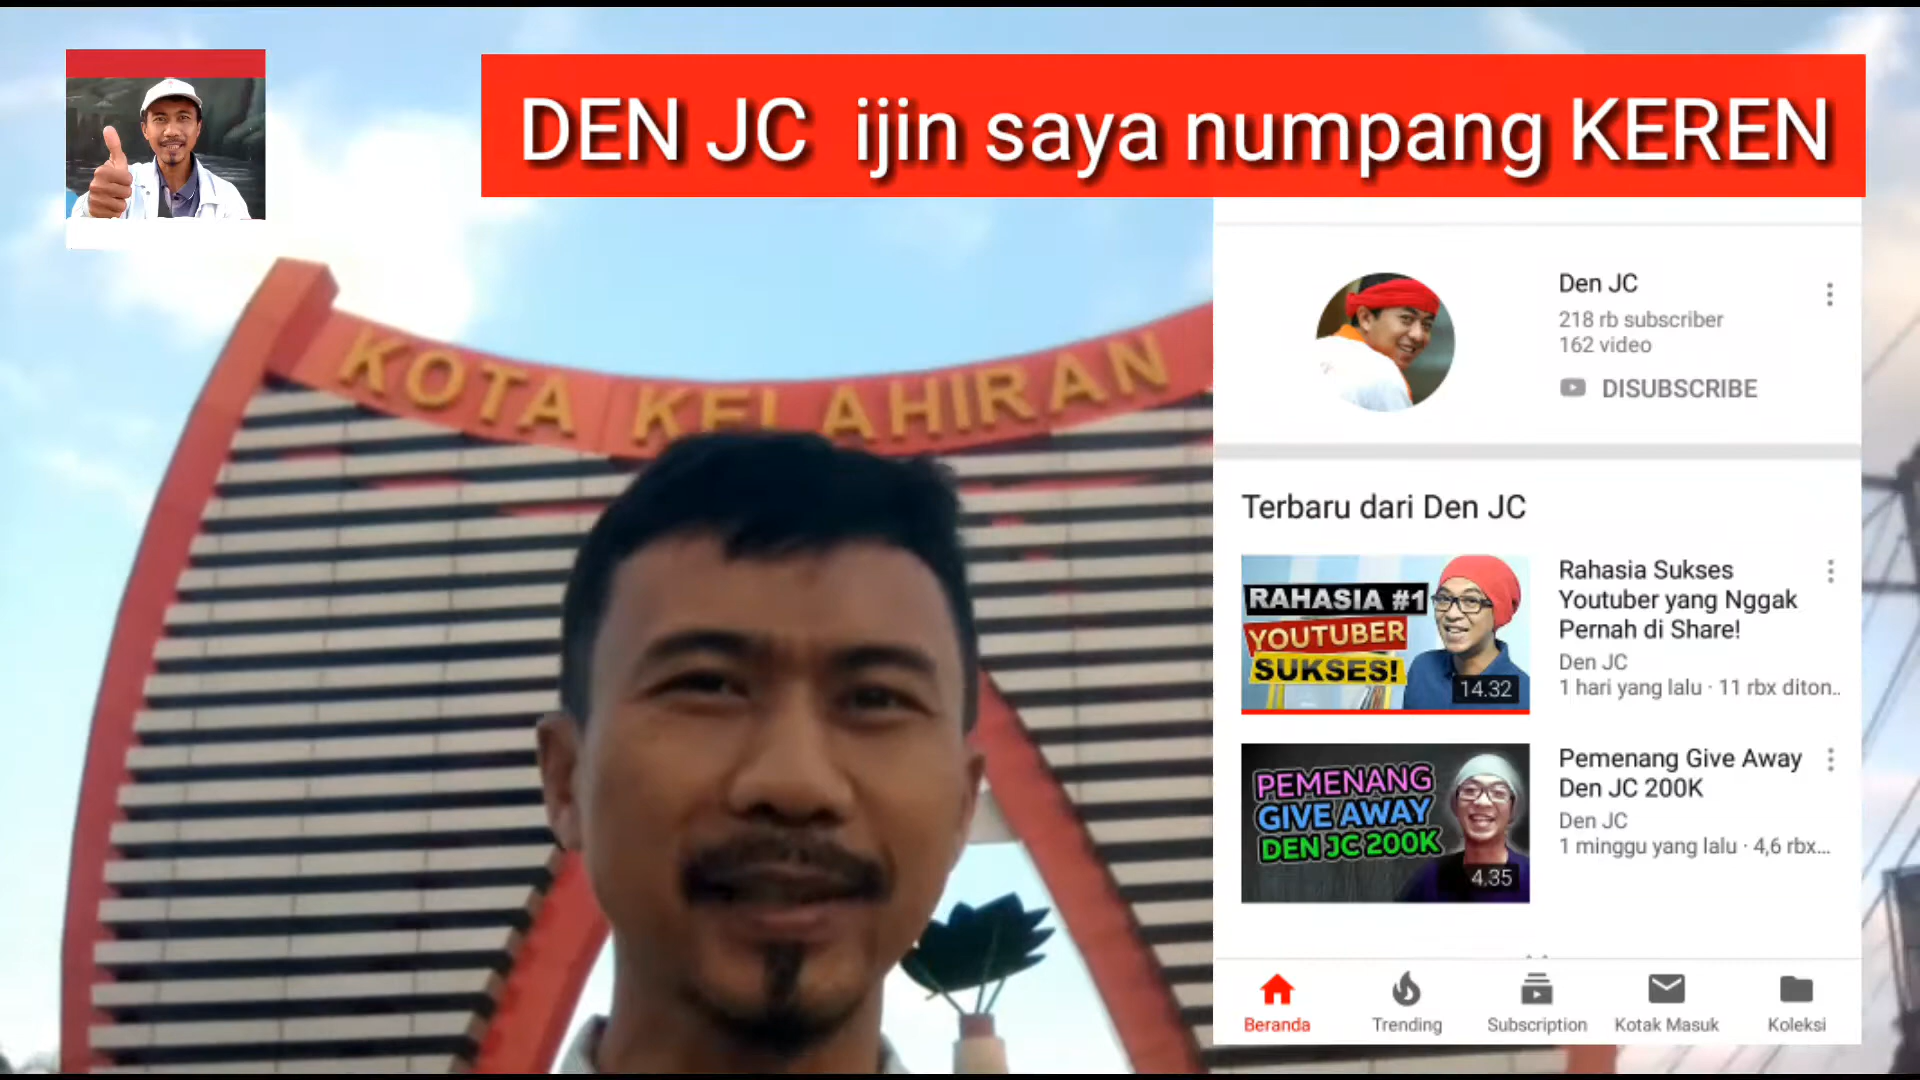 DEN JC ijin saya numpang KEREN
KOTA KELAHIRAN
Den JC
218 rb subscriber
162 video
DISUBSCRIBE
Terbaru dari Den JC
RAHASIA #1
YOUTUBER
SUKSES!
14.32
Rahasia Sukses
Youtuber yang Nggak
Pernah di Share!
Den JC
1 hari yang lalu · 11 rbx diton..
PEMENANG
GIVE AWAY
DEN JC 200K
4.35
Pemenang Give Away
Den JC 200K
Den JC
1 minggu yang lalu · 4,6 rbx...
Beranda
Trending
Subscription
Kotak Masuk
Koleksi